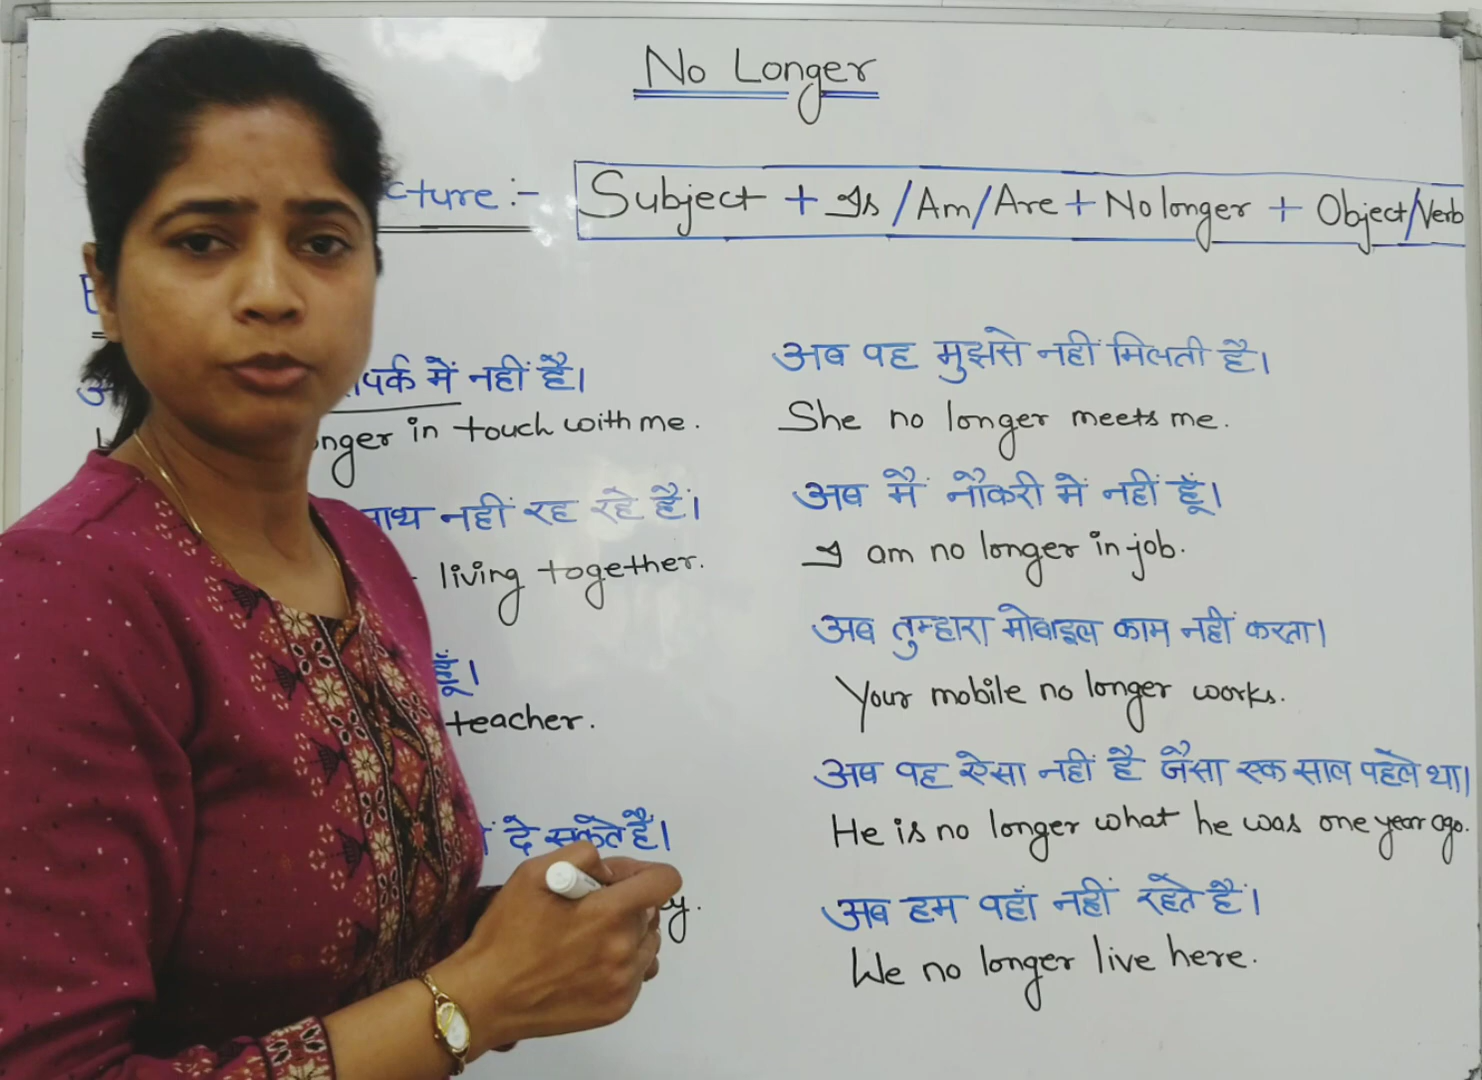 No Longer
Subject + Is/Am/Are + No longer + Object/Verb
में नहीं है।
in touch with me.
नहीं रह रहे हैं।
living together.
हूँ।
teacher.
दे सकते हैं।
अब वह मुझसे नहीं मिलती है।
She no longer meets me.
अब मैं नौकरी में नहीं हूँ।
I am no longer in job.
अब तुम्हारा मोबाइल काम नहीं करता।
Your mobile no longer works.
अब वह ऐसा नहीं है जैसा एक साल पहले था।
He is no longer what he was one year ago.
अब हम वहाँ नहीं रहते हैं।
We no longer live here.